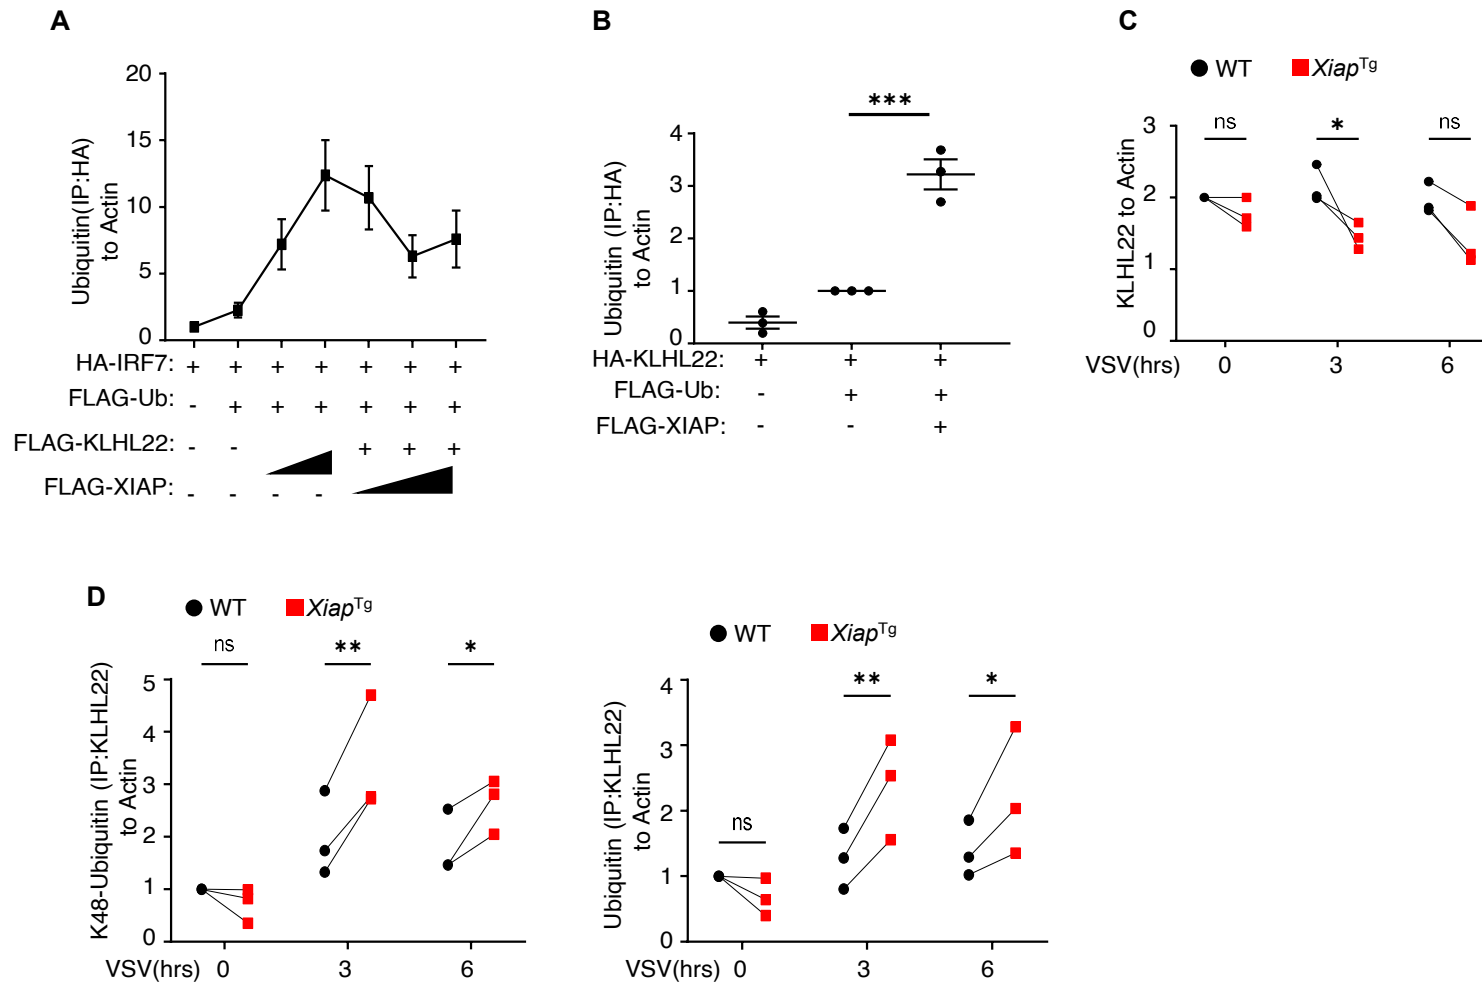 A
Ubiquitin(IP:HA)
to Actin
20
15
10
5
0
HA-IRF7: + + + + + + +
FLAG-Ub: - + + + + + +
FLAG-KLHL22: - - + + +
FLAG-XIAP: - - - -
B
***
Ubiquitin (IP:HA)
to Actin
4
3
2
1
0
HA-KLHL22: + + +
FLAG-Ub: - + +
FLAG-XIAP: - - +
C
WT XiapTg
ns * ns
KLHL22 to Actin
3
2
1
0
VSV(hrs) 0 3 6
D
WT XiapTg
ns ** *
K48-Ubiquitin (IP:KLHL22)
to Actin
5
4
3
2
1
0
VSV(hrs) 0 3 6
WT XiapTg
ns ** *
Ubiquitin (IP:KLHL22)
to Actin
4
3
2
1
0
VSV(hrs) 0 3 6